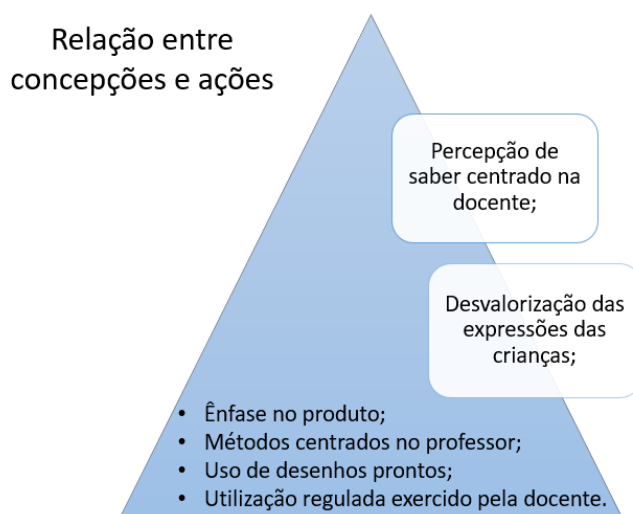 Relação entre
concepções e ações
Percepção de
saber centrado na
docente;
Desvalorização das
expressões das
crianças;
• Ênfase no produto;
• Métodos centrados no professor;
• Uso de desenhos prontos;
• Utilização regulada exercido pela docente.